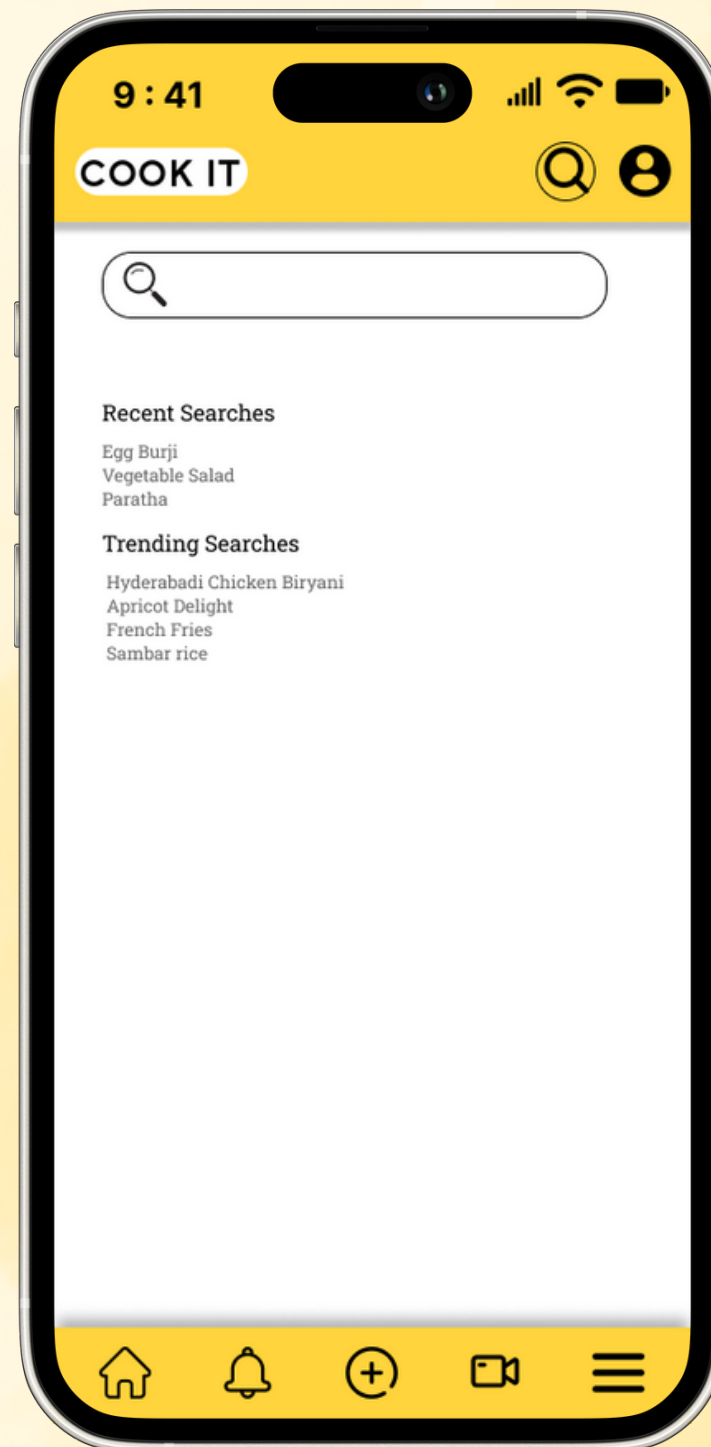 9:41
COOK IT
Recent Searches
Egg Burji
Vegetable Salad
Paratha
Trending Searches
Hyderabadi Chicken Biryani
Apricot Delight
French Fries
Sambar rice